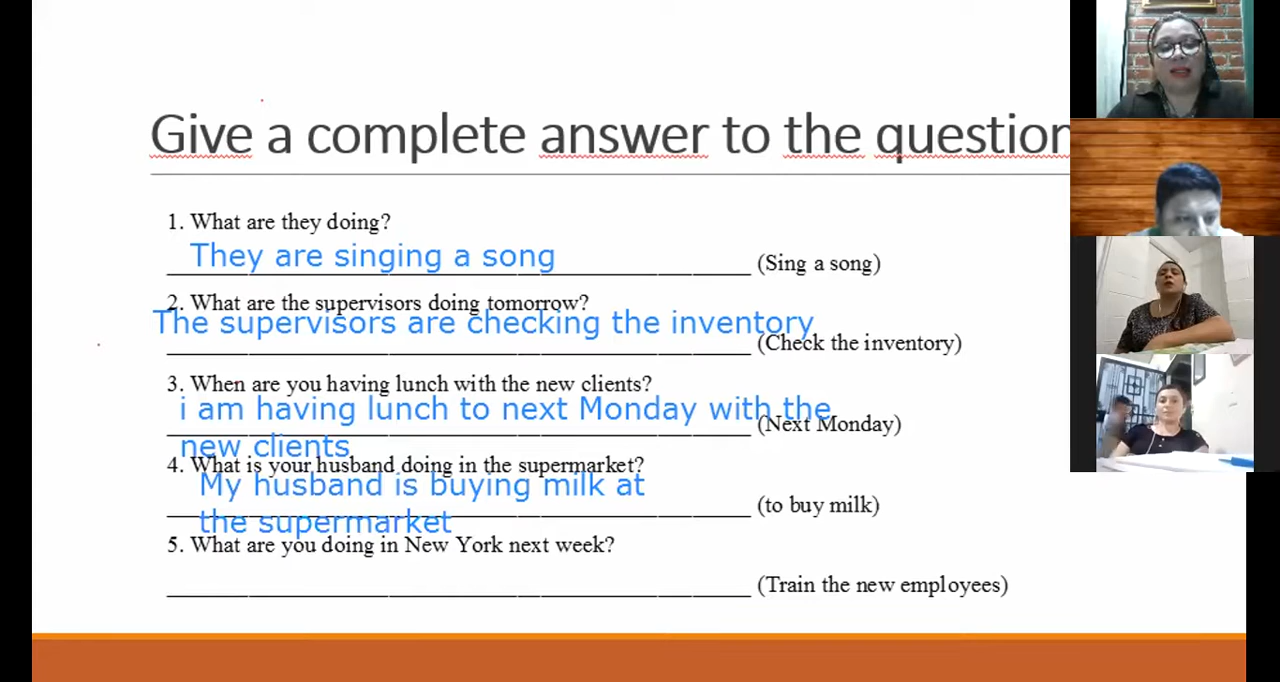 Give a complete answer to the question
1. What are they doing?
They are singing a song
(Sing a song)
2. What are the supervisors doing tomorrow?
The supervisors are checking the inventory
(Check the inventory)
3. When are you having lunch with the new clients?
i am having lunch to next Monday with the
(Next Monday)
new clients
4. What is your husband doing in the supermarket?
My husband is buying milk at
(to buy milk)
the supermarket
5. What are you doing in New York next week?
(Train the new employees)